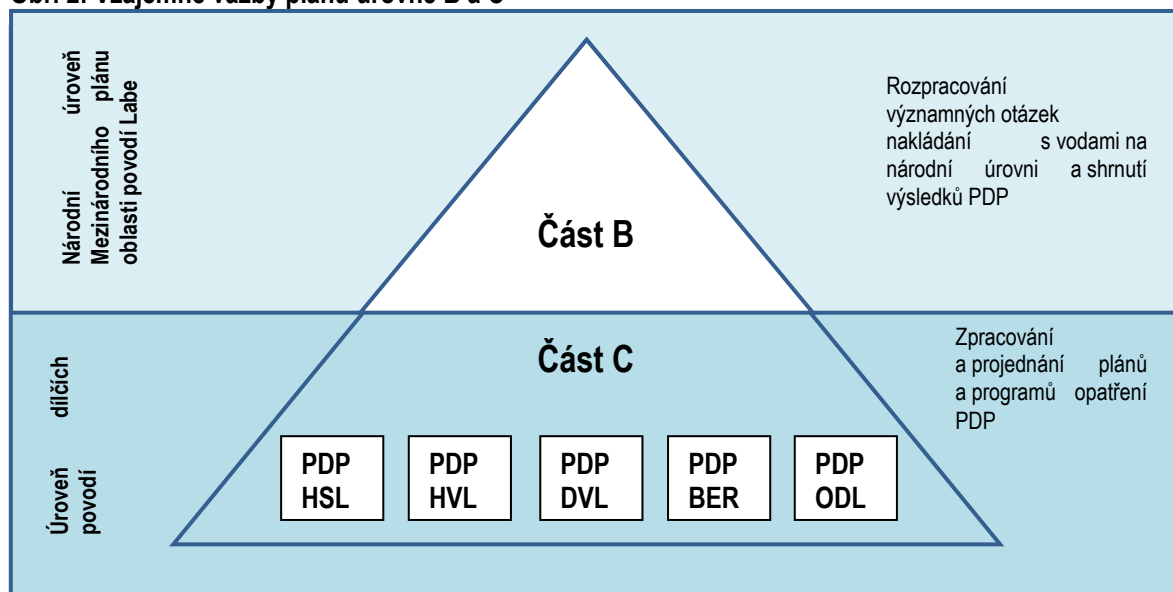 Obr. 2: Vzájemné vazby plánů úrovně B a C
Národní úroveň
Mezinárodního plánu
oblasti povodí Labe
Část B
Rozpracování
významných otázek
nakládání s vodami na
národní úrovni a shrnutí
výsledků PDP
Úroveň dílčích
povodí
Část C
Zpracování
a projednání plánů
a programů opatření
PDP
PDP
HSL
PDP
HVL
PDP
DVL
PDP
BER
PDP
ODL